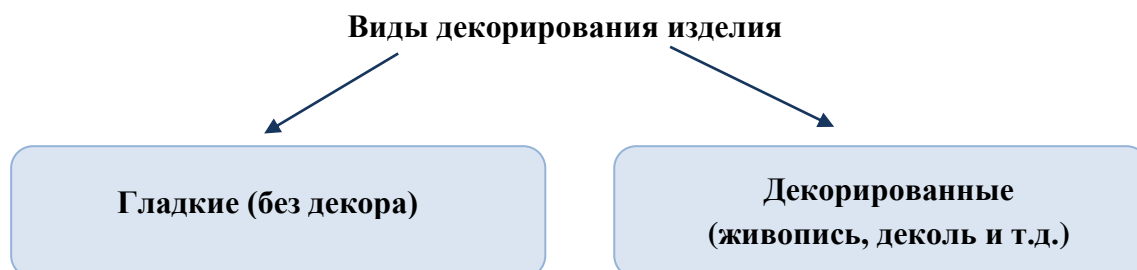 Виды декорирования изделия
Гладкие (без декора)
Декорированные
(живопись, деколь и т.д.)